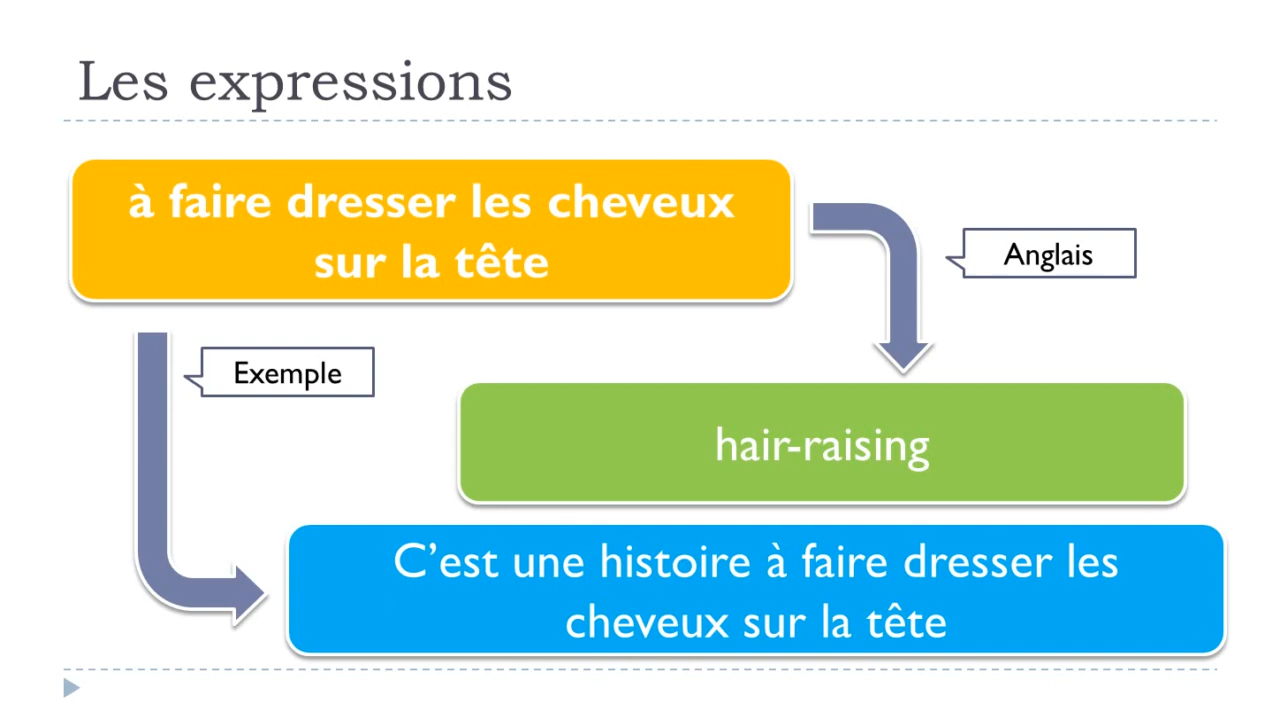 Les expressions
à faire dresser les cheveux
sur la tête
Anglais
Exemple
hair-raising
C’est une histoire à faire dresser les
cheveux sur la tête